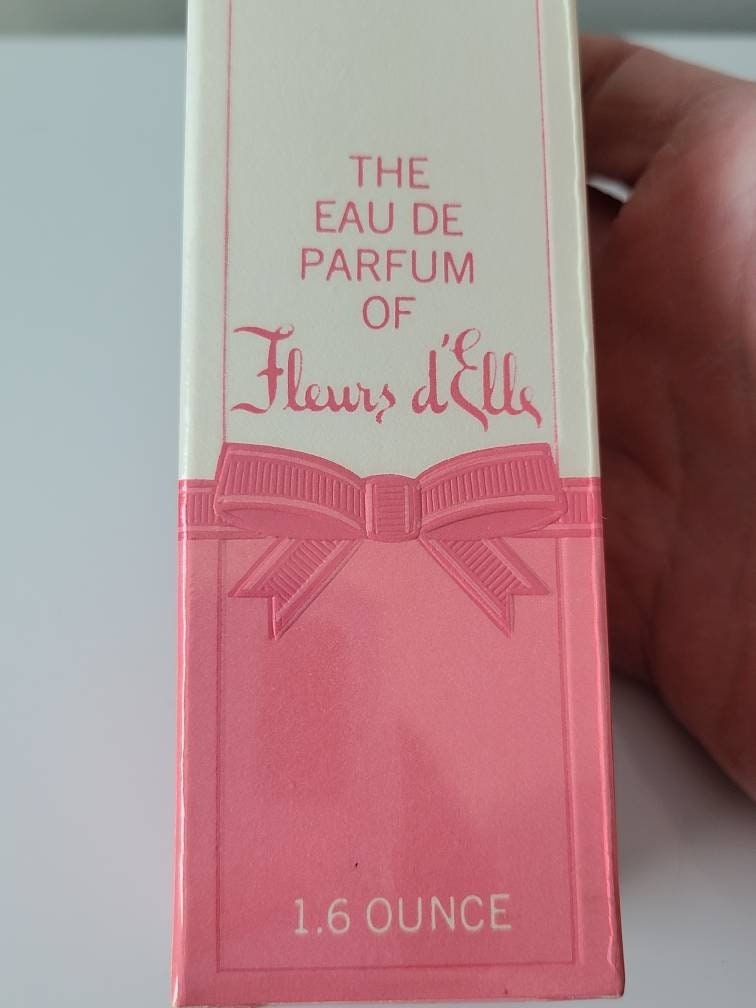 THE
EAU DE
PARFUM
OF
Fleurs d'Elle
1.6 OUNCE